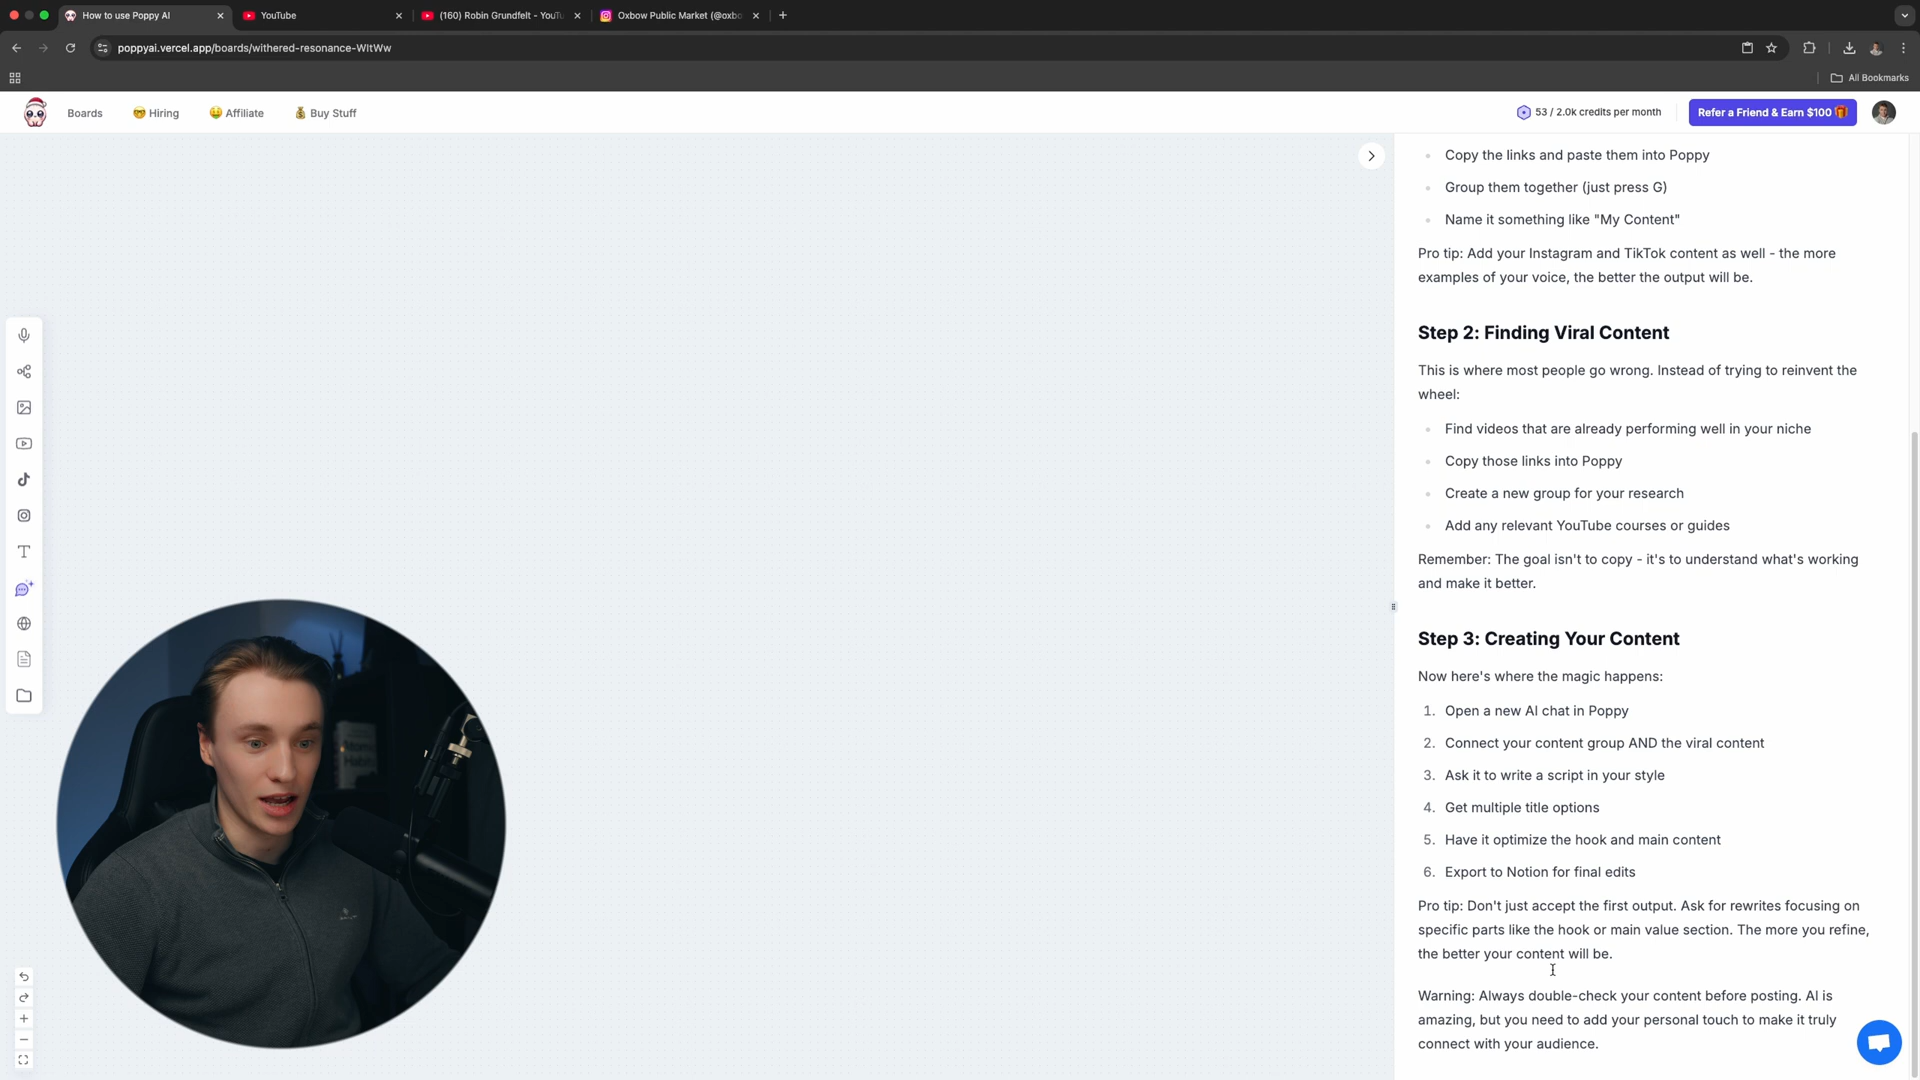 How to use Poppy AI
YouTube
(160) Robin Grundfelt - YouTu
Oxbow Public Market (@oxbo
poppyai.vercel.app/boards/withered-resonance-WltWw
All Bookmarks
Boards
🤓 Hiring
🤑 Affiliate
💰 Buy Stuff
53 / 2.0k credits per month
Refer a Friend & Earn $100 🎁
Copy the links and paste them into Poppy
Group them together (just press G)
Name it something like "My Content"
Pro tip: Add your Instagram and TikTok content as well - the more
examples of your voice, the better the output will be.
Step 2: Finding Viral Content
This is where most people go wrong. Instead of trying to reinvent the
wheel:
Find videos that are already performing well in your niche
Copy those links into Poppy
Create a new group for your research
Add any relevant YouTube courses or guides
Remember: The goal isn't to copy - it's to understand what's working
and make it better.
Step 3: Creating Your Content
Now here's where the magic happens:
1. Open a new AI chat in Poppy
2. Connect your content group AND the viral content
3. Ask it to write a script in your style
4. Get multiple title options
5. Have it optimize the hook and main content
6. Export to Notion for final edits
Pro tip: Don't just accept the first output. Ask for rewrites focusing on
specific parts like the hook or main value section. The more you refine,
the better your content will be.
Warning: Always double-check your content before posting. AI is
amazing, but you need to add your personal touch to make it truly
connect with your audience.